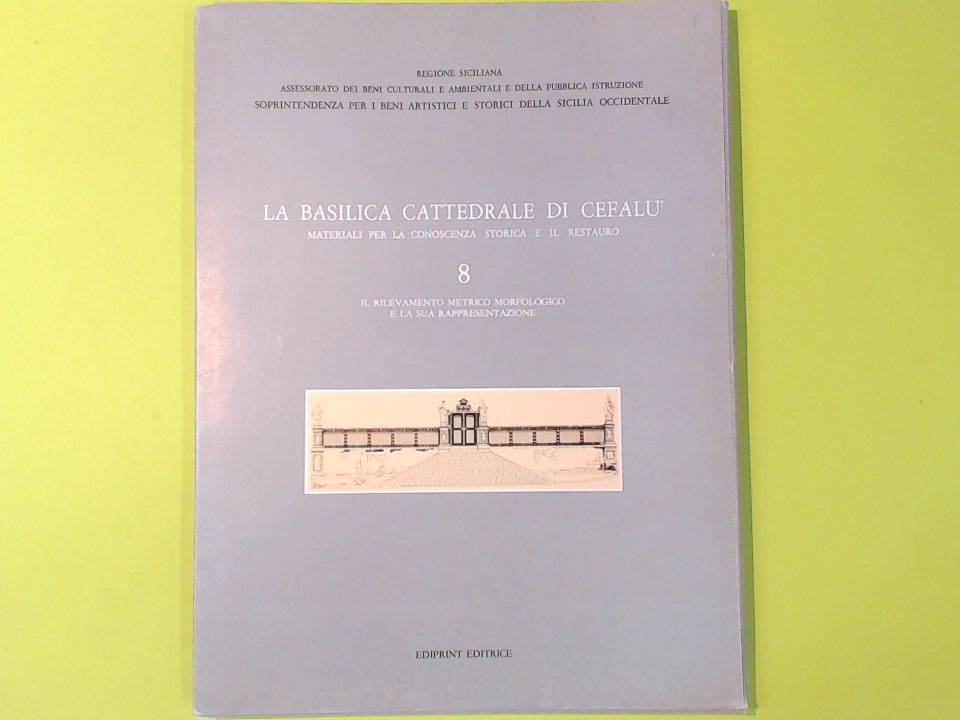 REGIONE SICILIANA
ASSESSORATO DEI BENI CULTURALI E AMBIENTALI E DELLA PUBBLICA ISTRUZIONE
SOPRINTENDENZA PER I BENI ARTISTICI E STORICI DELLA SICILIA OCCIDENTALE
LA BASILICA CATTEDRALE DI CEFALU'
MATERIALI PER LA CONOSCENZA STORICA E IL RESTAURO
8
IL RILEVAMENTO METRICO MORFOLOGICO
E LA SUA RAPPRESENTAZIONE
EDIPRINT EDITRICE